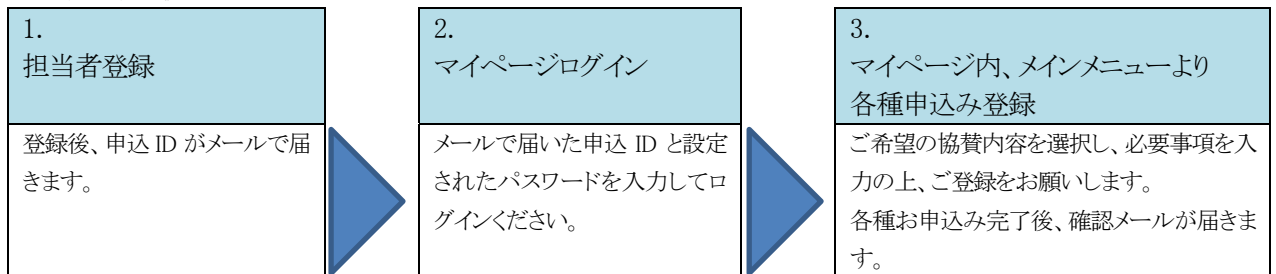 1.
担当者登録
登録後、申込 ID がメールで届
きます。
2.
マイページログイン
メールで届いた申込 ID と設定
されたパスワードを入力してロ
グインください。
3.
マイページ内、メインメニューより
各種申込み登録
ご希望の協賛内容を選択し、必要事項を入
力の上、ご登録をお願いします。
各種お申込み完了後、確認メールが届きま
す。